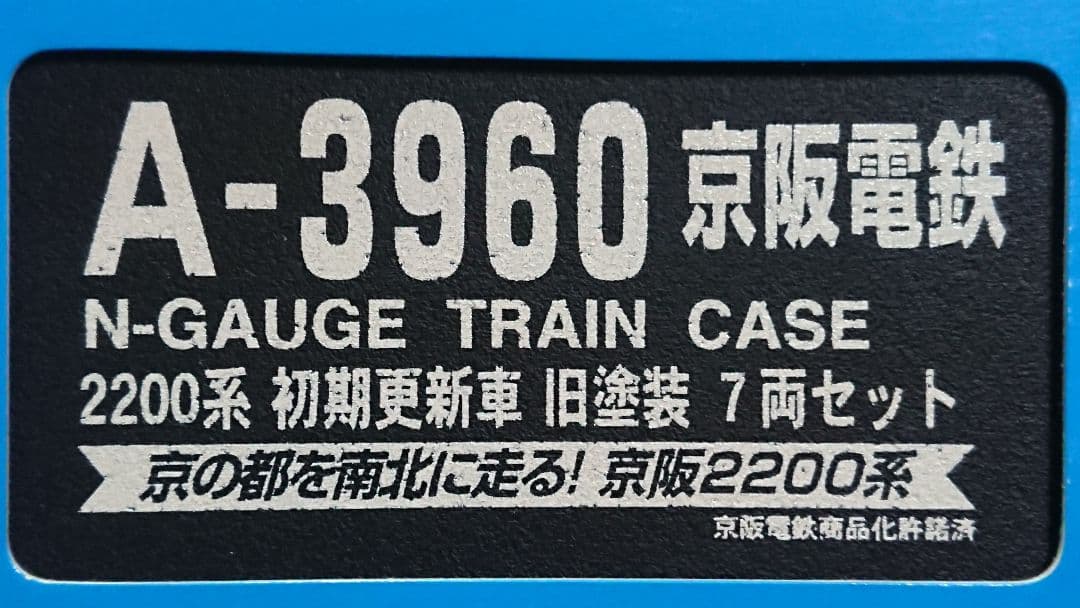 A-3960 京阪電鉄
N-GAUGE TRAIN CASE
2200系 初期更新車 旧塗装 7両セット
京の都を南北に走る! 京阪2200系
京阪電鉄商品化許諾済